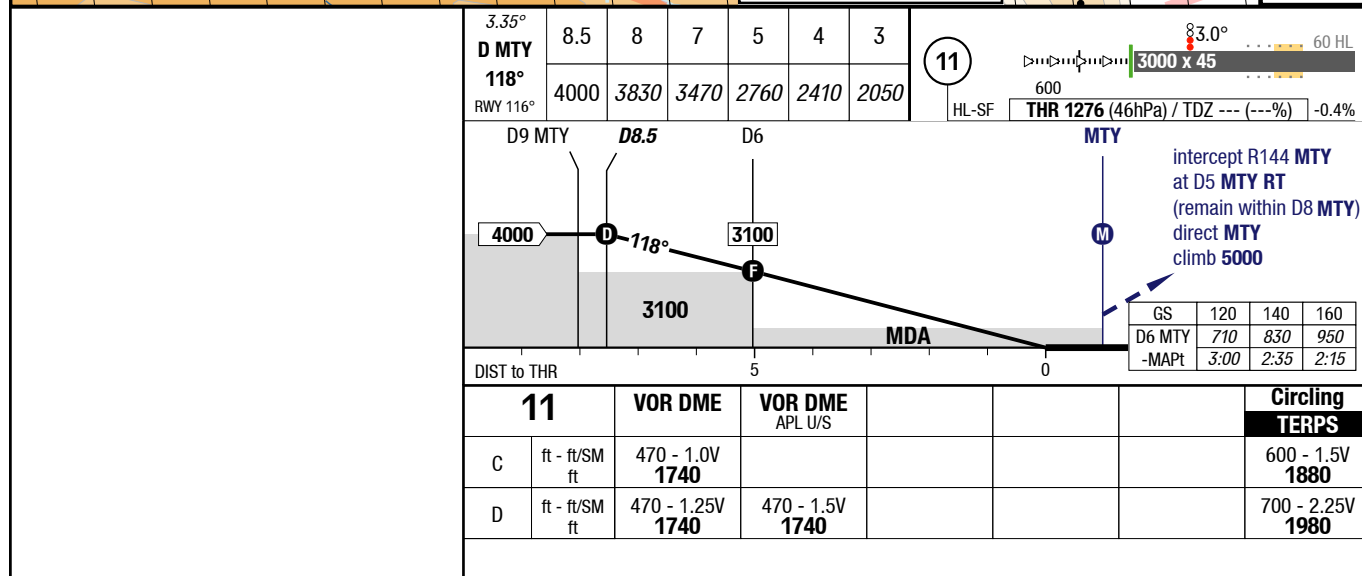 3.35°
D MTY 8.5 8 7 5 4 3
118°
RWY 116° 4000 3830 3470 2760 2410 2050
11
HL-SF
3.0°
60 HL
3000 x 45
600
THR 1276 (46hPa) / TDZ --- (---%) -0.4%
D9 MTY D8.5 D6 MTY
intercept R144 MTY
at D5 MTY RT
(remain within D8 MTY)
direct MTY
climb 5000
4000 D 118° 3100 M
F
3100
MDA
GS 120 140 160
D6 MTY 710 830 950
-MAPt 3:00 2:35 2:15
DIST to THR 5 0
11 VOR DME VOR DME Circling
APL U/S TERPS
C ft - ft/SM 470 - 1.0V 600 - 1.5V
ft 1740 1880
D ft - ft/SM 470 - 1.25V 470 - 1.5V 700 - 2.25V
ft 1740 1740 1980